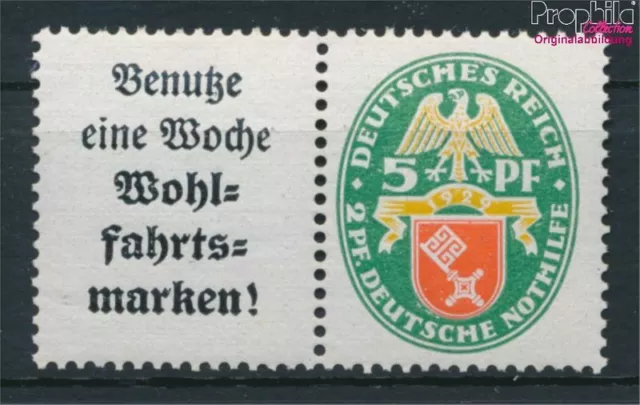 Prophila
Collection
Originalabbildung
Benutze
eine Woche
Wohl=
fahrts=
marken!
DEUTSCHES REICH
5 PF
1929
2 PF. DEUTSCHE NOTHILFE